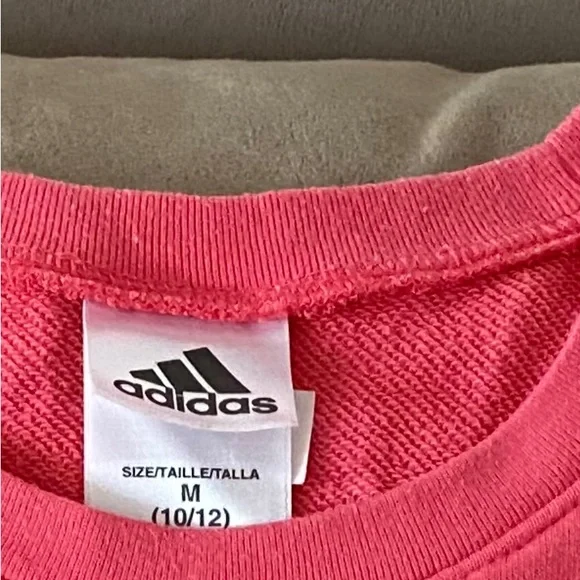 adidas
SIZE/TAILLE/TALLA
M
(10/12)